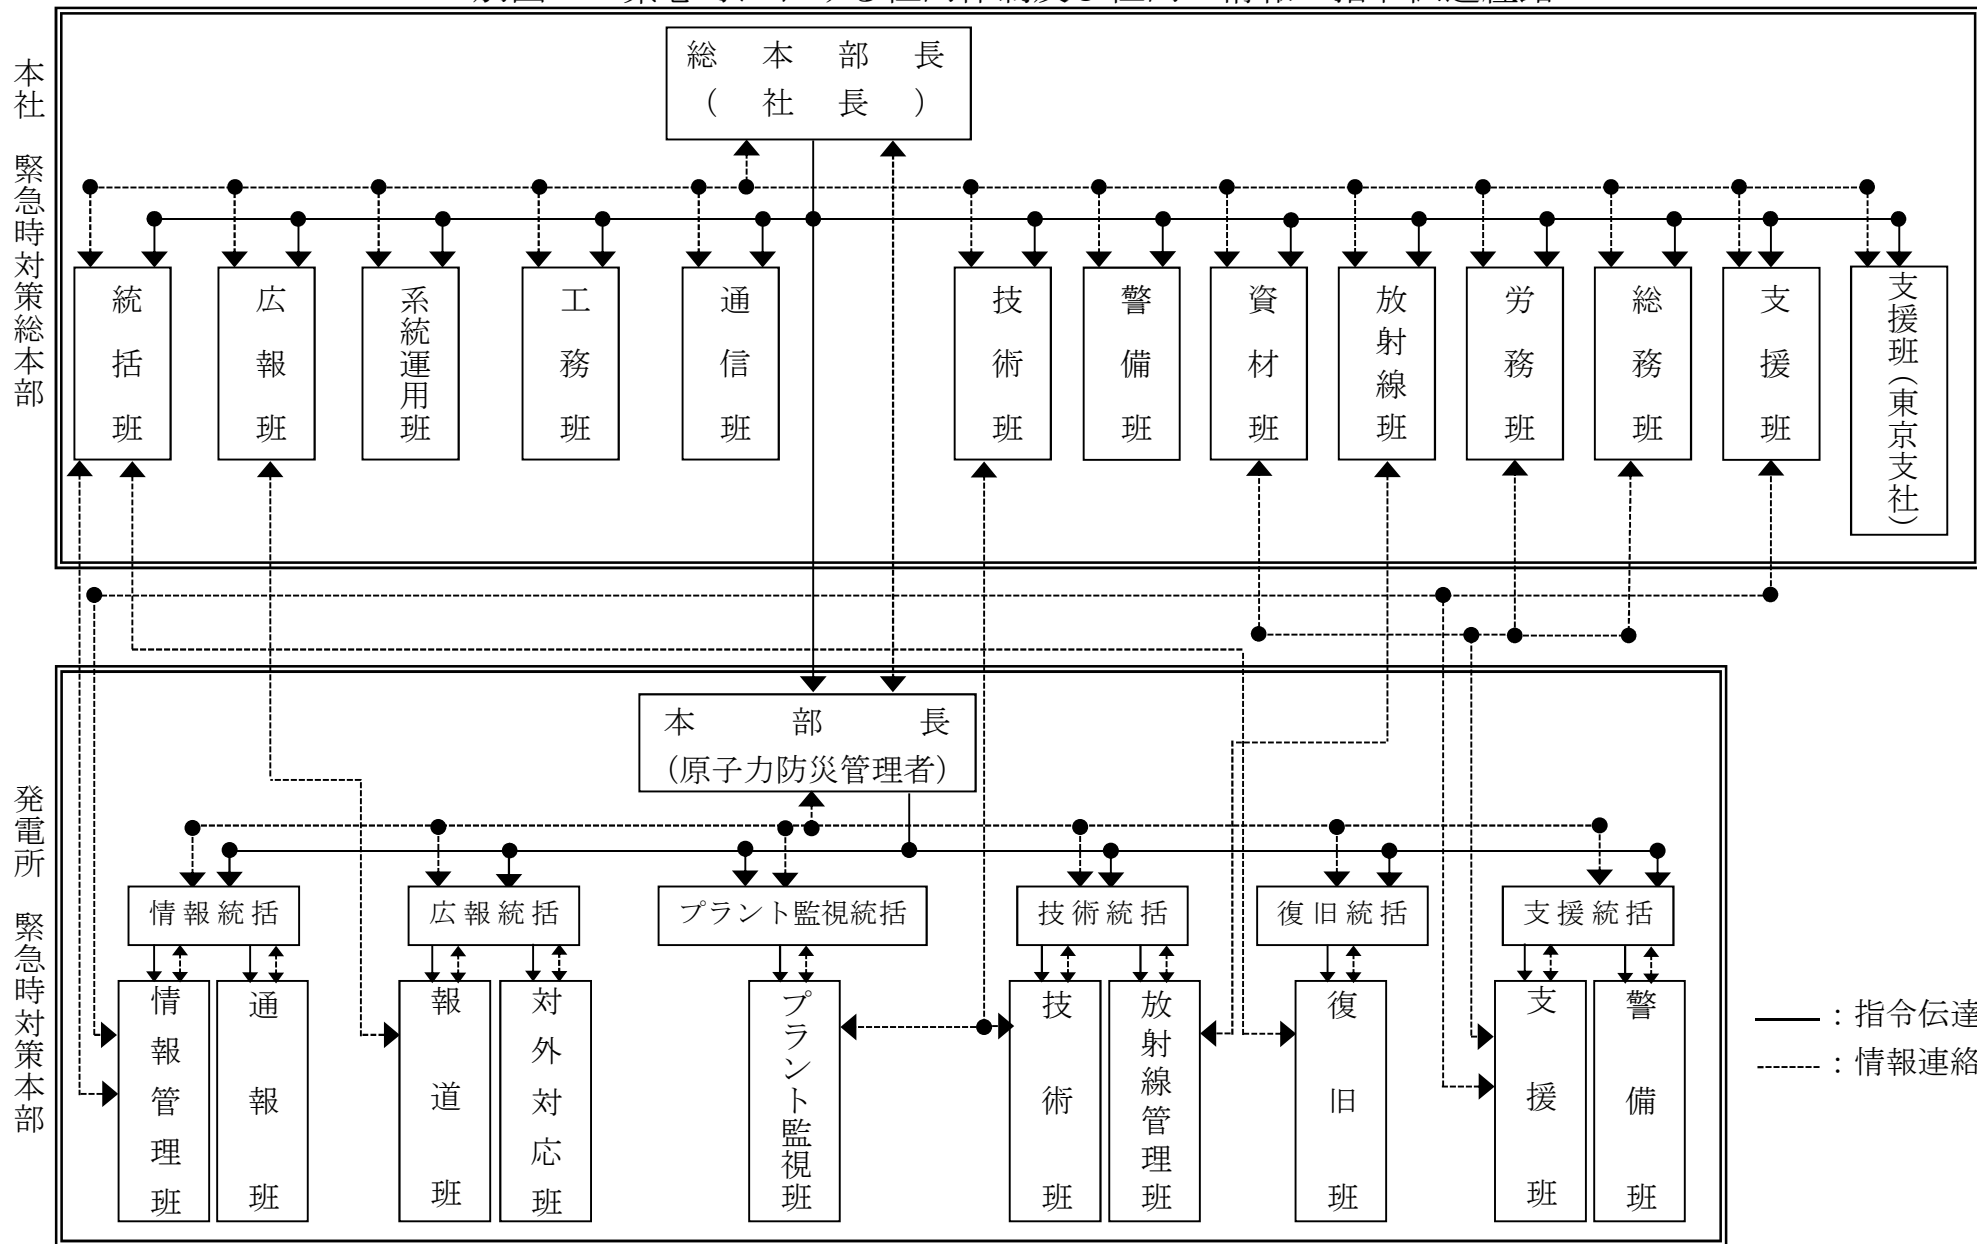 本社 緊急時対策総本部
総本部長
(社長)
統括班
広報班
系統運用班
工務班
通信班
技術班
警備班
資材班
放射線班
労務班
総務班
支援班
支援班(東京支社)
発電所 緊急時対策本部
本部長
(原子力防災管理者)
情報統括
広報統括
プラント監視統括
技術統括
復旧統括
支援統括
情報管理班
通報班
報道班
対外対応班
プラント監視班
技術班
放射線管理班
復旧班
支援班
警備班
:指令伝達
:情報連絡